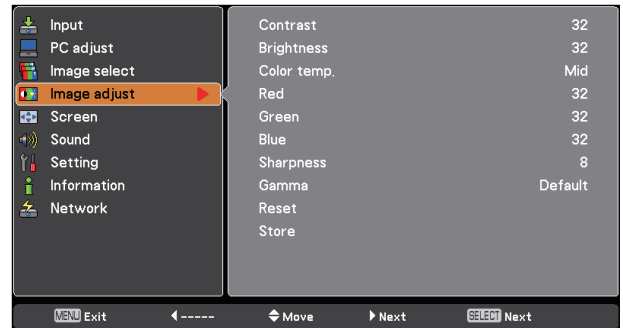 Input
PC adjust
Image select
Image adjust
Screen
Sound
Setting
Information
Network
Contrast 32
Brightness 32
Color temp. Mid
Red 32
Green 32
Blue 32
Sharpness 8
Gamma Default
Reset
Store
MENU Exit ----- Move Next SELECT Next